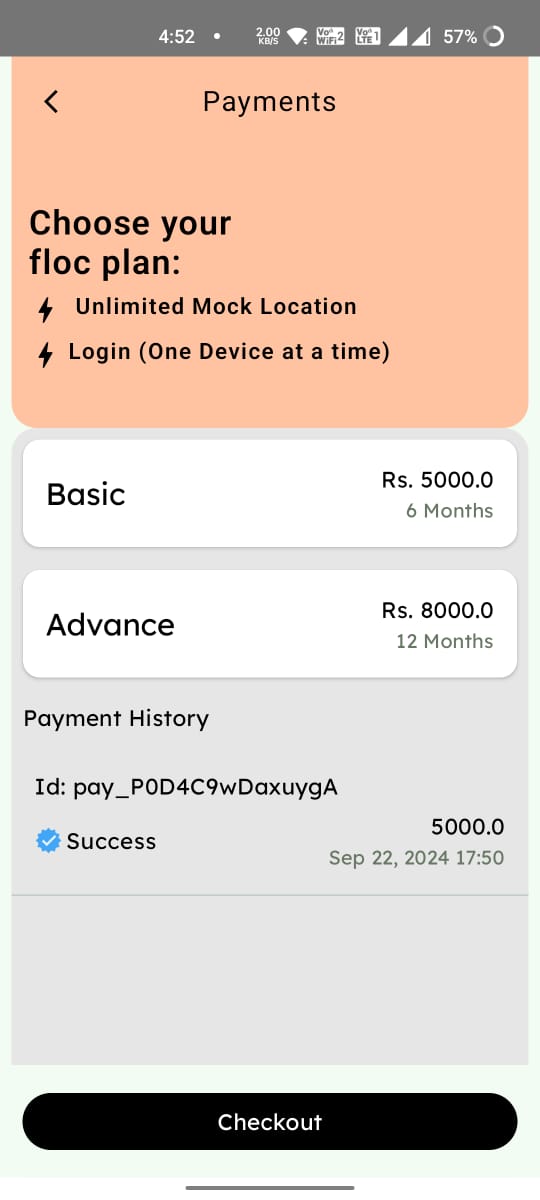 4:52 • 2.00 KB/S Vo WiFi 2 Vo LTE 1 57%
Payments
Choose your
floc plan:
Unlimited Mock Location
Login (One Device at a time)
Basic
Rs. 5000.0
6 Months
Advance
Rs. 8000.0
12 Months
Payment History
Id: pay_P0D4C9wDaxuygA
Success
5000.0
Sep 22, 2024 17:50
Checkout